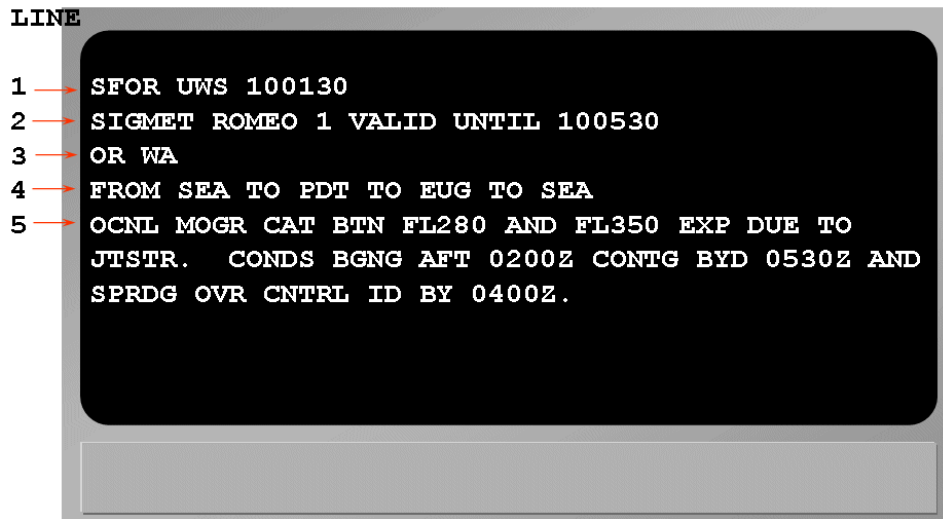 LINE
1 SFOR UWS 100130
2 SIGMET ROMEO 1 VALID UNTIL 100530
3 OR WA
4 FROM SEA TO PDT TO EUG TO SEA
5 OCNL MOGR CAT BTN FL280 AND FL350 EXP DUE TO
JTSTR. CONDS BGNG AFT 0200Z CONTG BYD 0530Z AND
SPRDG OVR CNTRL ID BY 0400Z.